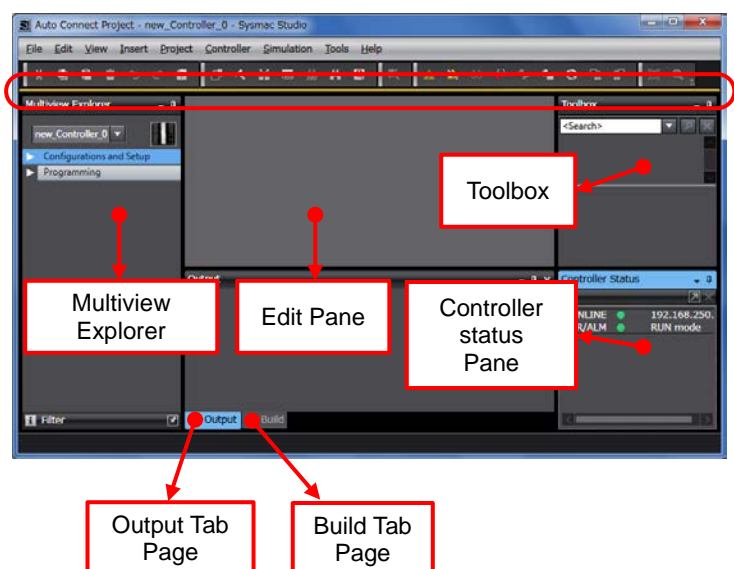 Auto Connect Project - new_Controller_0 - Sysmac Studio
File Edit View Insert Project Controller Simulation Tools Help
Multiview Explorer
Toolbox
new_Controller_0
<Search>
Configurations and Setup
Programming
Toolbox
Output
Controller Status
Multiview
Explorer
Edit Pane
Controller
status
Pane
NLINE 192.168.250.
R/ALM RUN mode
Filter
Output
Build
Output Tab
Page
Build Tab
Page